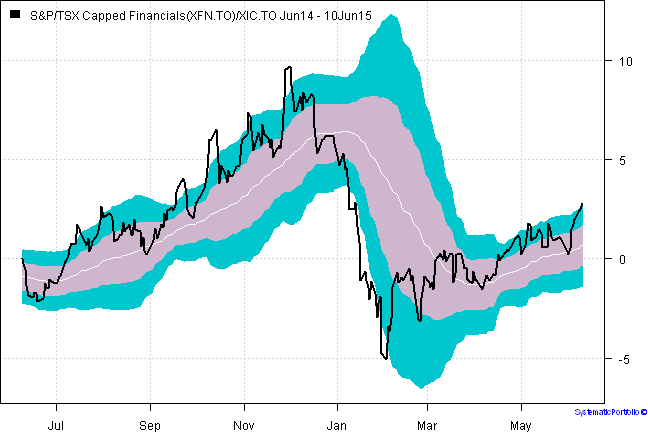 S&P/TSX Capped Financials(XFN.TO)/XIC.TO Jun14 - 10Jun15
10
5
0
-5
SystematicPortfolio ©
Jul Sep Nov Jan Mar May